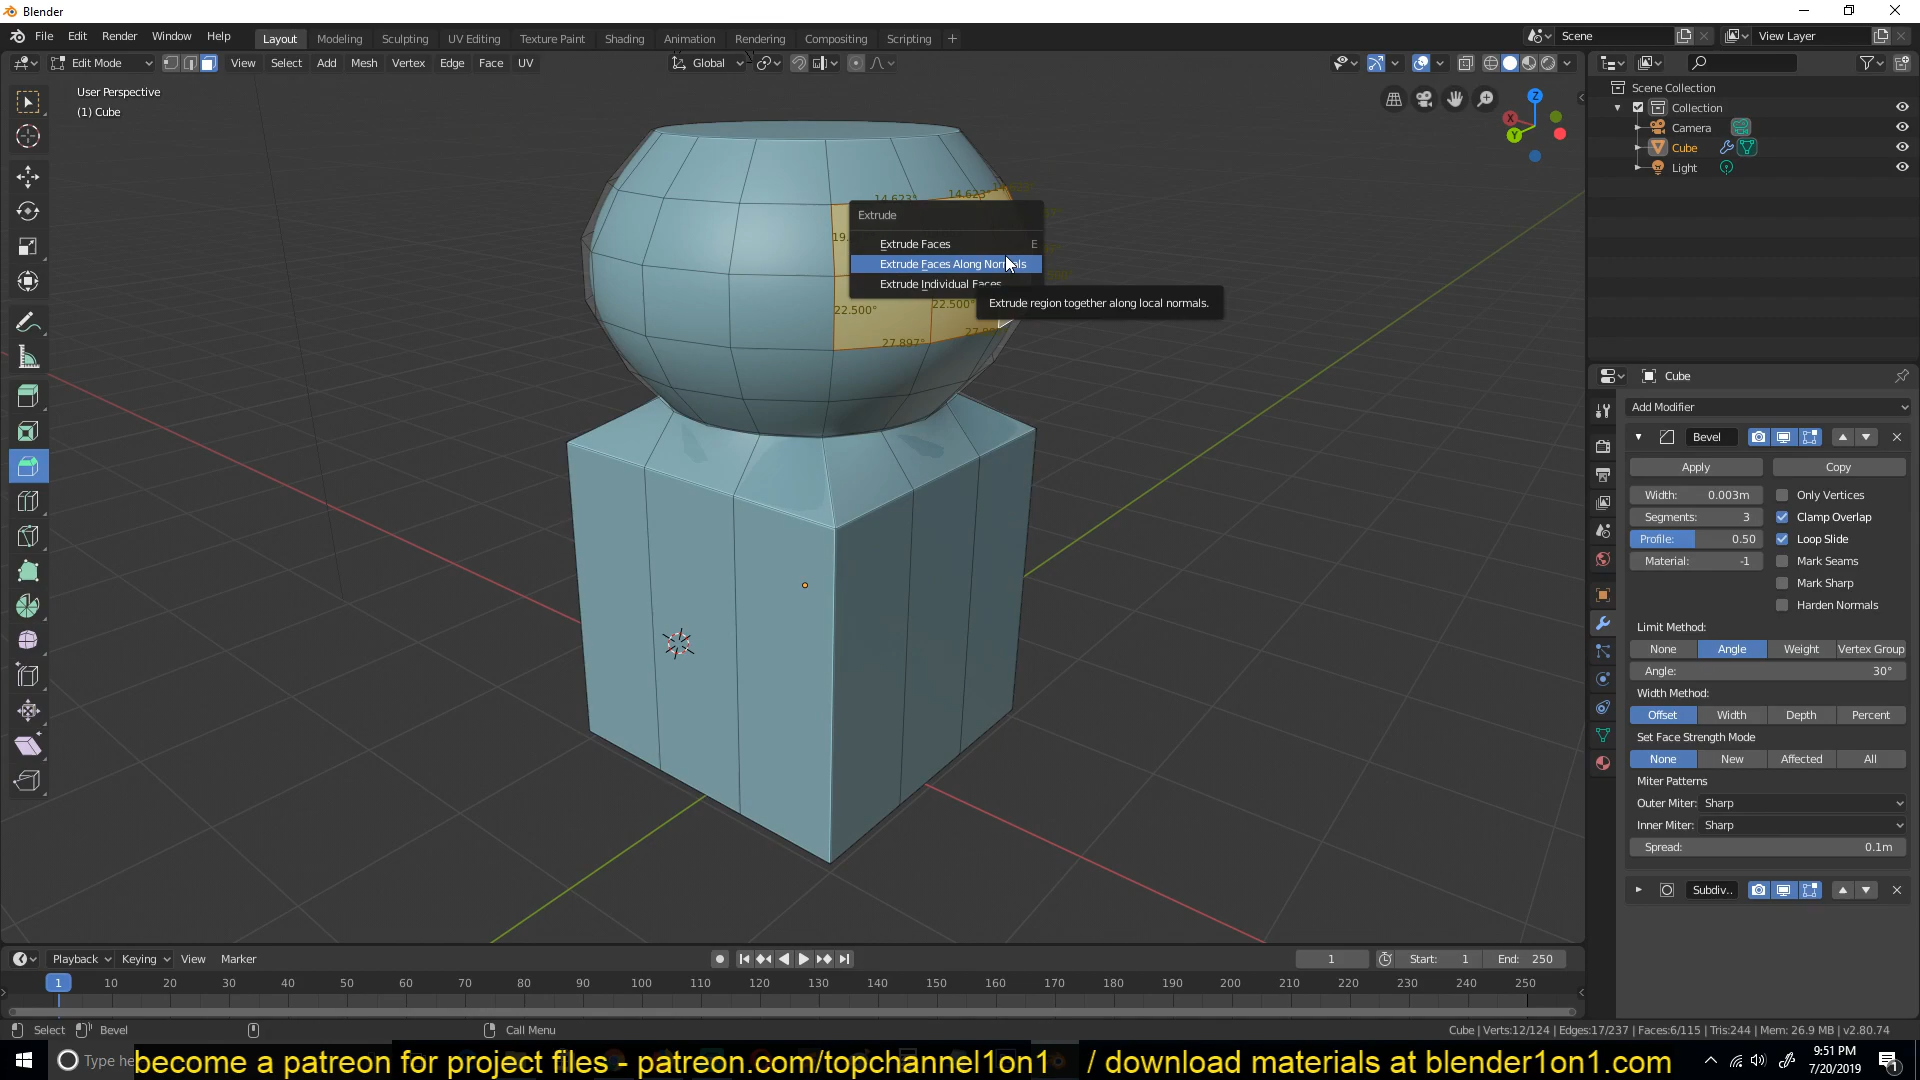 Blender
File Edit Render Window Help Layout Modeling Sculpting UV Editing Texture Paint Shading Animation Rendering Compositing Scripting + Scene View Layer
Edit Mode View Select Add Mesh Vertex Edge Face UV Global
User Perspective
(1) Cube
Z
X
Y
Scene Collection
Collection
Camera
Cube
Light
14.623° 14.623°
Extrude
Extrude Faces E
Extrude Faces Along Normals
Extrude Individual Faces
Extrude region together along local normals.
22.500° 22.500°
27.897°
Cube
Add Modifier
Bevel
Apply Copy
Width: 0.003m Only Vertices
Segments: 3 Clamp Overlap
Profile: 0.50 Loop Slide
Material: -1 Mark Seams
Mark Sharp
Harden Normals
Limit Method:
None Angle Weight Vertex Group
Angle: 30°
Width Method:
Offset Width Depth Percent
Set Face Strength Mode
None New Affected All
Miter Patterns
Outer Miter: Sharp
Inner Miter: Sharp
Spread: 0.1m
Subdiv..
Playback Keying View Marker 1 Start: 1 End: 250
1 10 20 30 40 50 60 70 80 90 100 110 120 130 140 150 160 170 180 190 200 210 220 230 240 250
Select Bevel Call Menu Cube | Verts:12/124 | Edges:17/237 | Faces:6/115 | Tris:244 | Mem: 26.9 MB | v2.80.74
Type he
become a patreon for project files - patreon.com/topchannel1on1 / download materials at blender1on1.com
9:51 PM
7/20/2019
1